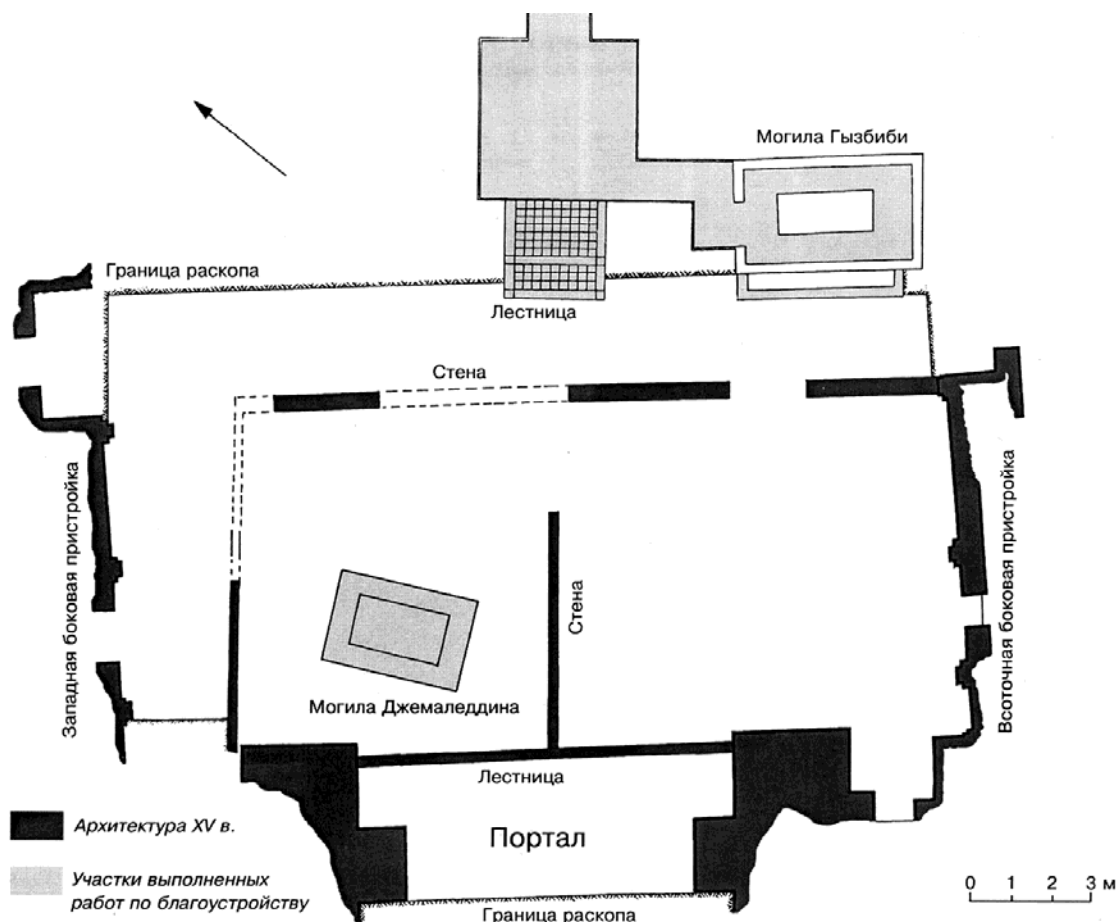 Могила Гызбиби
Граница раскопа
Лестница
Стена
Западная боковая пристройка
Стена
Всоточная боковая пристройка
Могила Джемаледдина
Лестница
Портал
Архитектура XV в.
Участки выполненных
работ по благоустройству
0 1 2 3 м
Граница раскопа